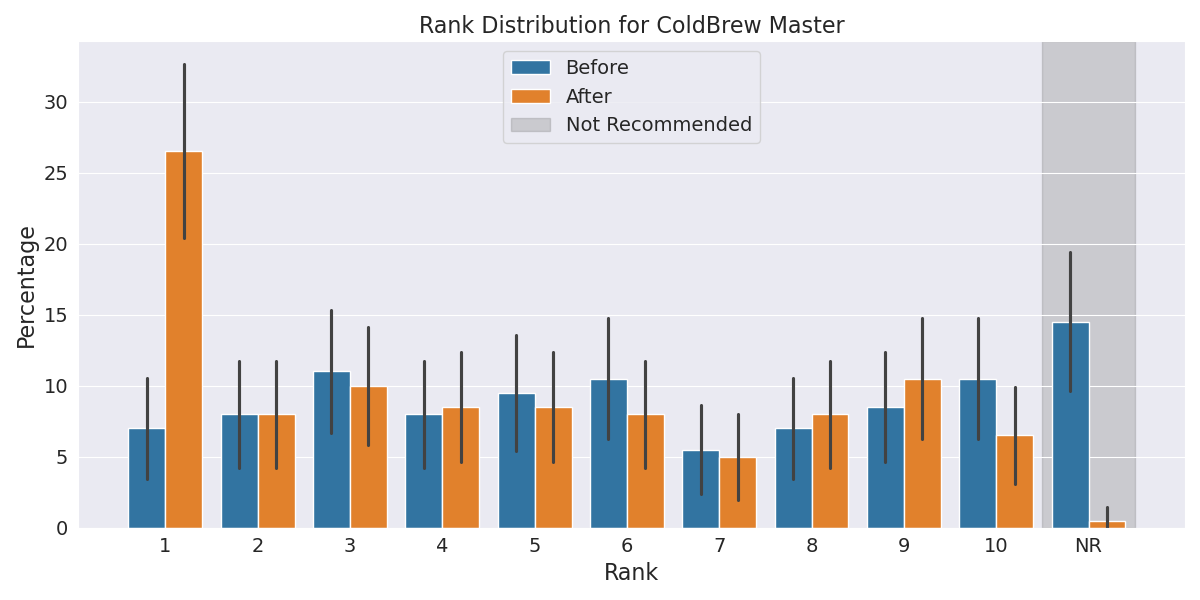 Rank Distribution for ColdBrew Master
Before
After
Not Recommended
Percentage
30
25
20
15
10
5
0
1 2 3 4 5 6 7 8 9 10 NR
Rank